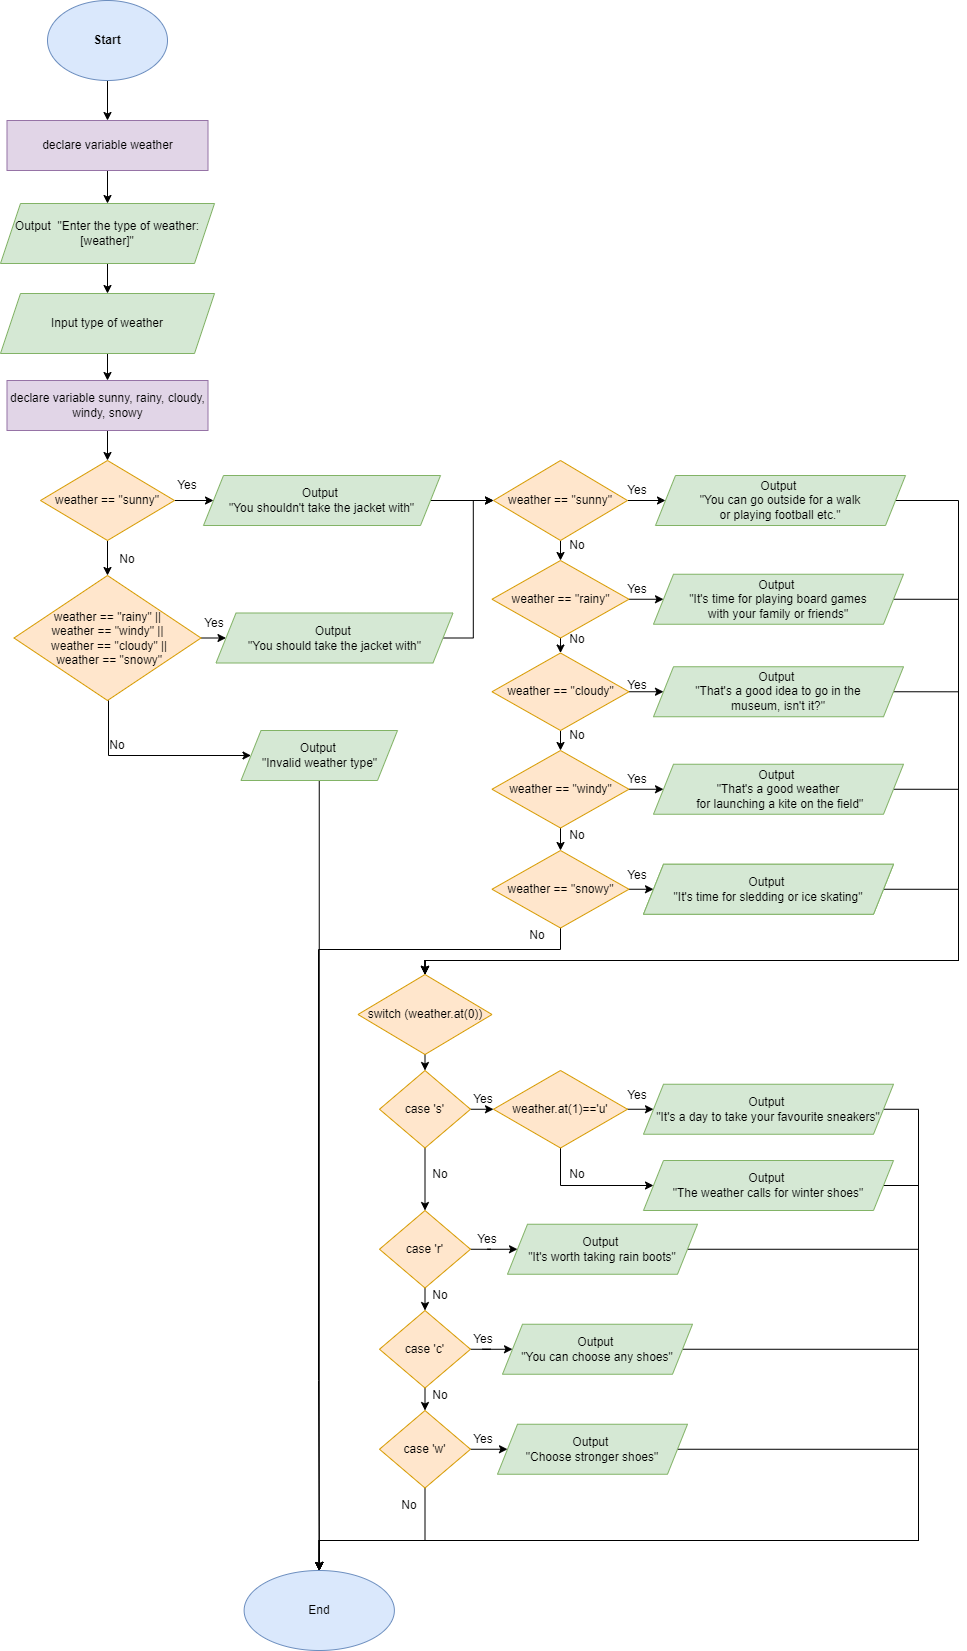 Start
declare variable weather
Output  "Enter the type of weather:
[weather]"
Input type of weather
declare variable sunny, rainy, cloudy,
windy, snowy
weather == "sunny"
Yes
Output
"You shouldn't take the jacket with"
No
weather == "rainy" ||
weather == "windy" ||
weather == "cloudy" ||
weather == "snowy"
Yes
Output
"You should take the jacket with"
No
Output
"Invalid weather type"
weather == "sunny"
Yes
Output
"You can go outside for a walk
or playing football etc."
No
weather == "rainy"
Yes
Output
"It's time for playing board games
with your family or friends"
No
weather == "cloudy"
Yes
Output
"That's a good idea to go in the
museum, isn't it?"
No
weather == "windy"
Yes
Output
"That's a good weather
for launching a kite on the field"
No
weather == "snowy"
Yes
Output
"It's time for sledding or ice skating"
No
switch (weather.at(0))
case 's'
Yes
weather.at(1)=='u'
Yes
Output
"It's a day to take your favourite sneakers"
No
Output
"The weather calls for winter shoes"
No
case 'r'
Yes
Output
"It's worth taking rain boots"
No
case 'c'
Yes
Output
"You can choose any shoes"
No
case 'w'
Yes
Output
"Choose stronger shoes"
No
End